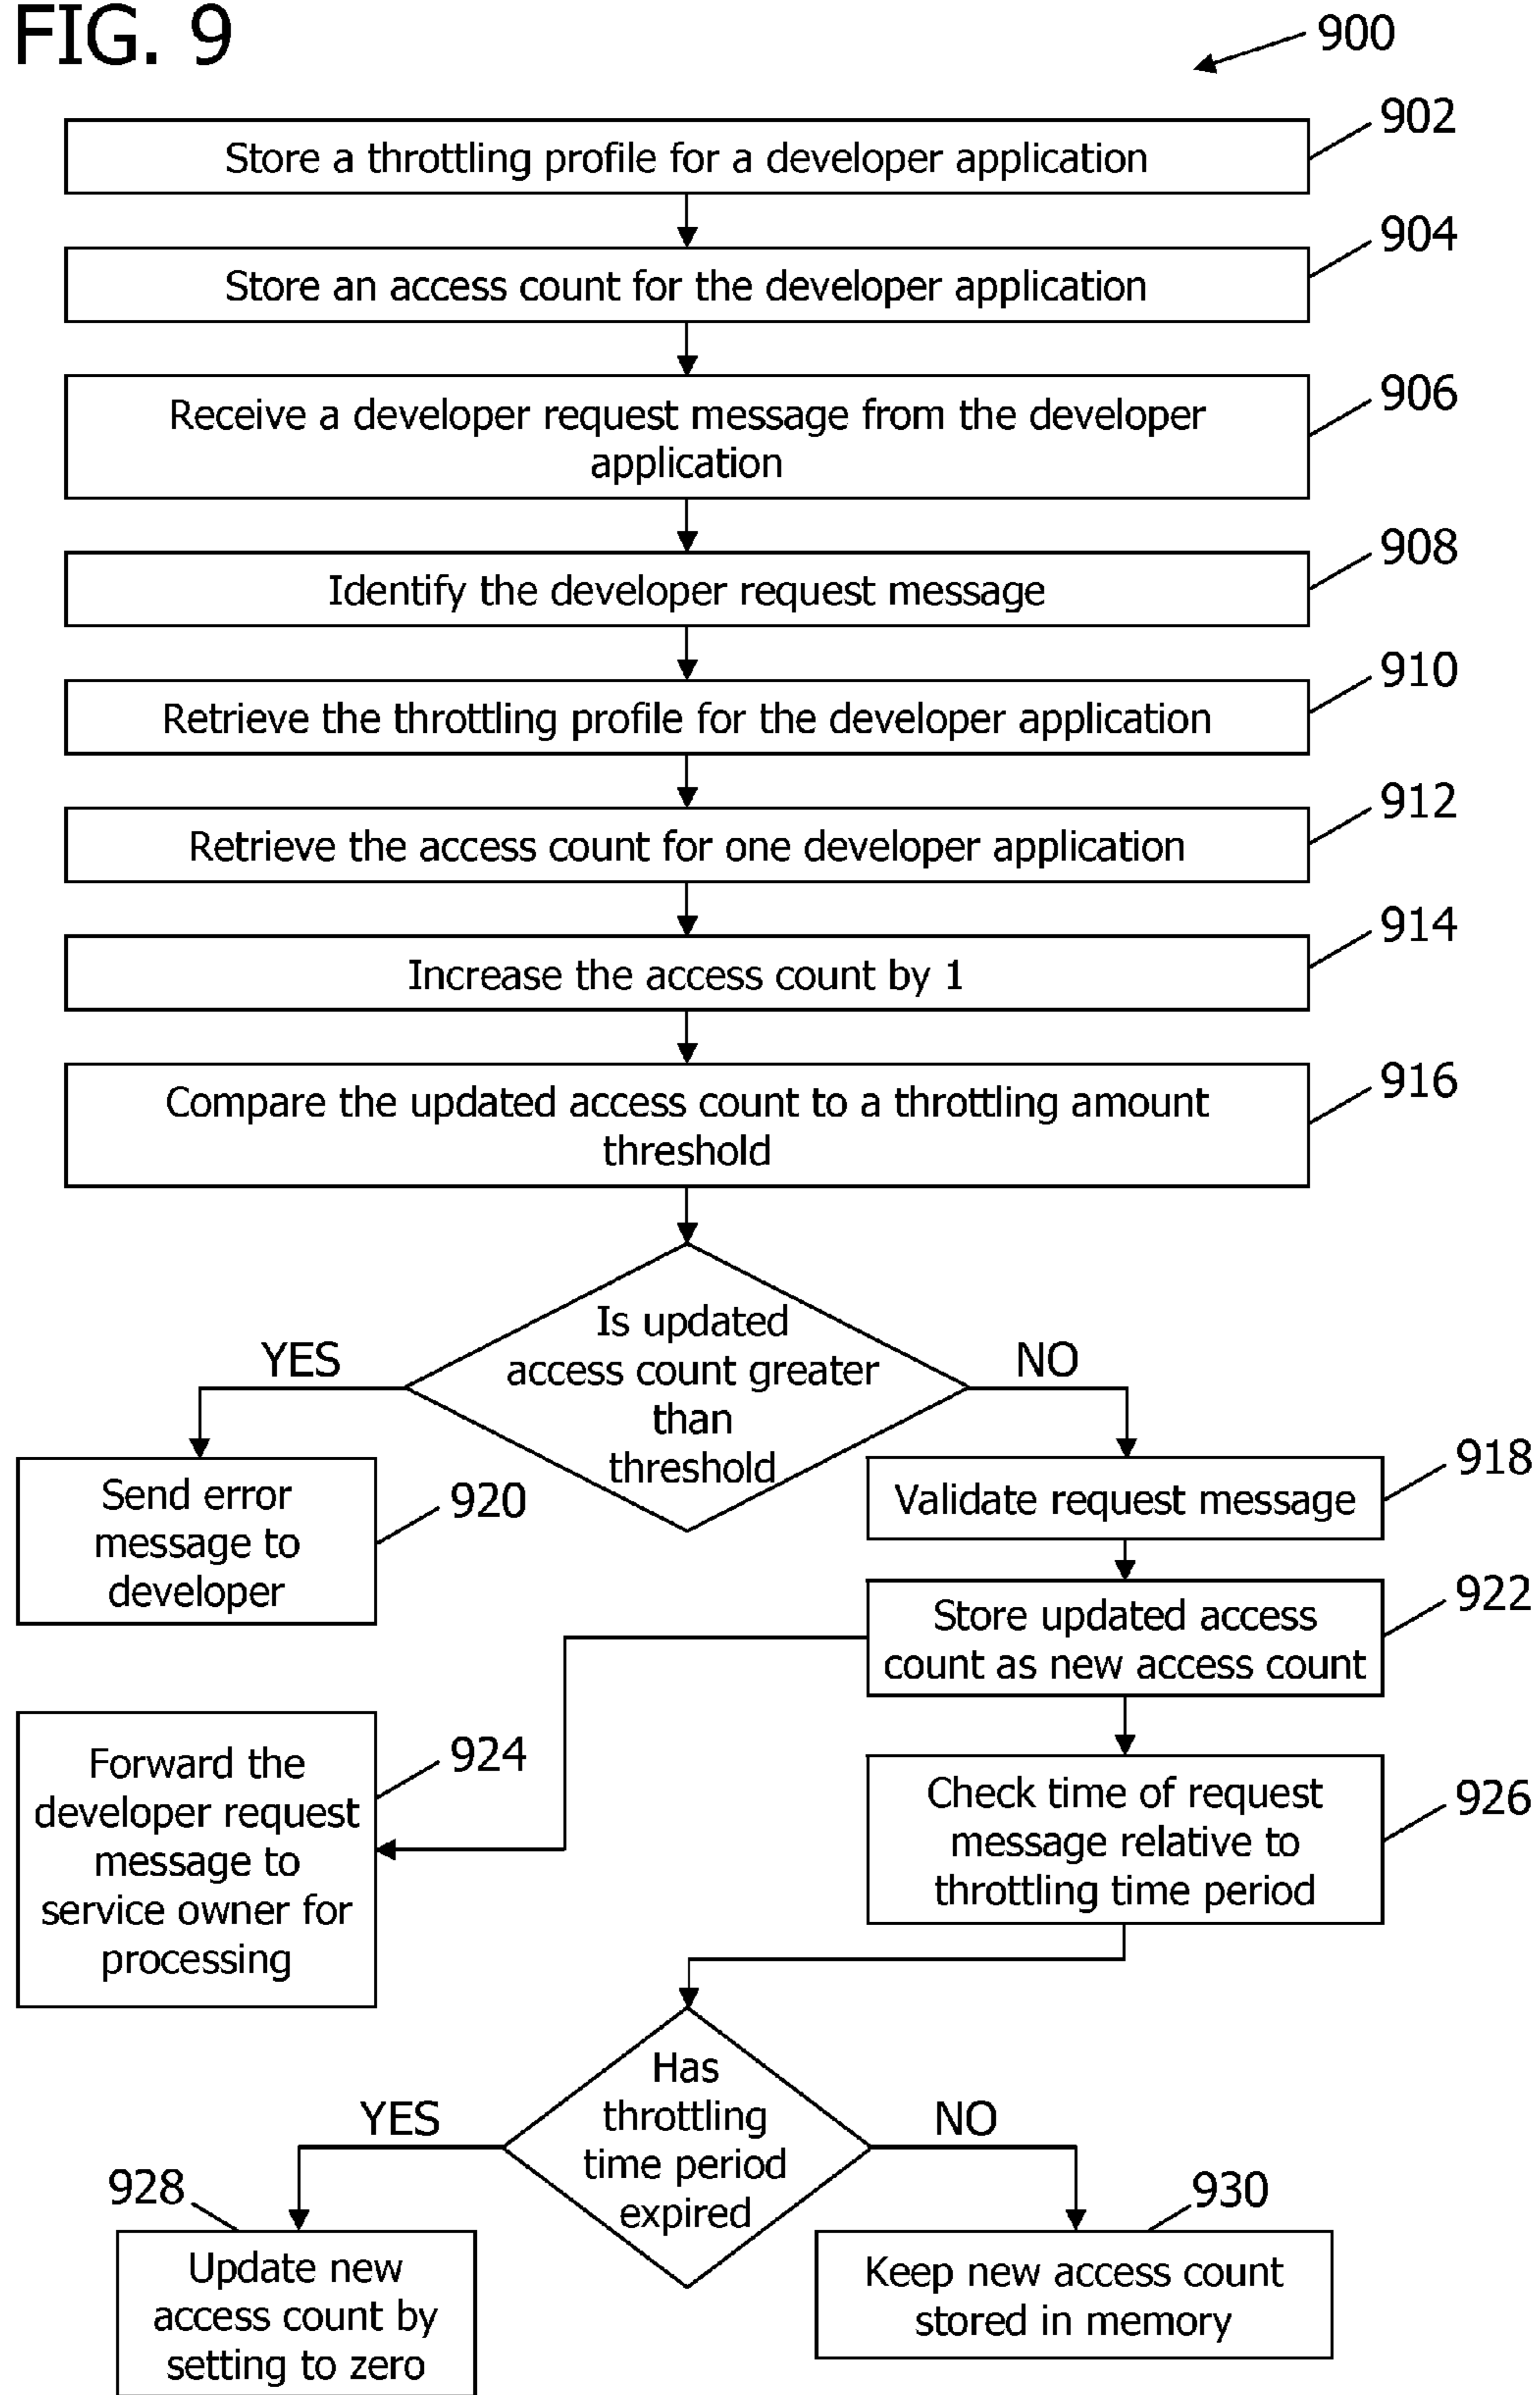 FIG. 9
900
902
Store a throttling profile for a developer application
904
Store an access count for the developer application
906
Receive a developer request message from the developer
application
908
Identify the developer request message
910
Retrieve the throttling profile for the developer application
912
Retrieve the access count for one developer application
914
Increase the access count by 1
916
Compare the updated access count to a throttling amount
threshold
Is updated
access count greater
than
threshold
YES
NO
Send error
message to
developer
920
Validate request message
918
Store updated access
count as new access count
922
Forward the
developer request
message to
service owner for
processing
924
Check time of request
message relative to
throttling time period
926
Has
throttling
time period
expired
YES
NO
928
Update new
access count by
setting to zero
930
Keep new access count
stored in memory